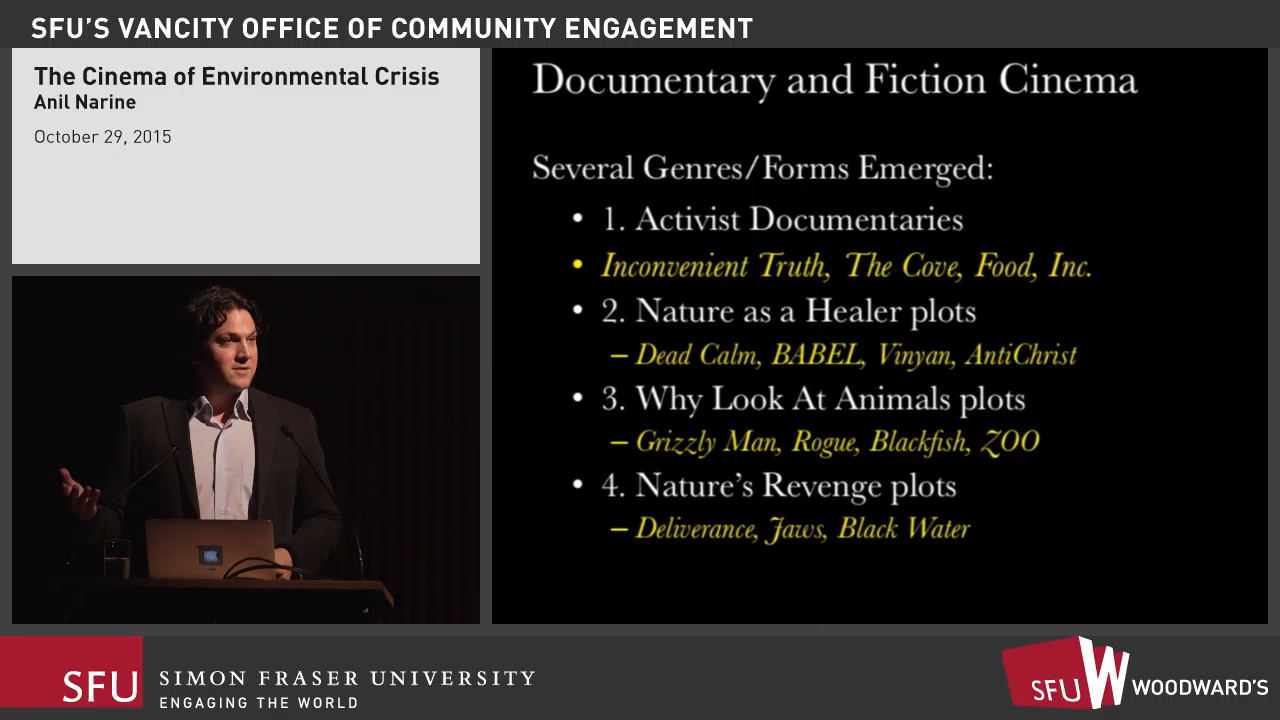 SFU'S VANCITY OFFICE OF COMMUNITY ENGAGEMENT
The Cinema of Environmental Crisis
Anil Narine
October 29, 2015
Documentary and Fiction Cinema
Several Genres/Forms Emerged:
• 1. Activist Documentaries
• Inconvenient Truth, The Cove, Food, Inc.
• 2. Nature as a Healer plots
– Dead Calm, BABEL, Vinyan, AntiChrist
• 3. Why Look At Animals plots
– Grizzly Man, Rogue, Blackfish, ZOO
• 4. Nature's Revenge plots
– Deliverance, Jaws, Black Water
SFU
SIMON FRASER UNIVERSITY
ENGAGING THE WORLD
SFU W WOODWARD'S